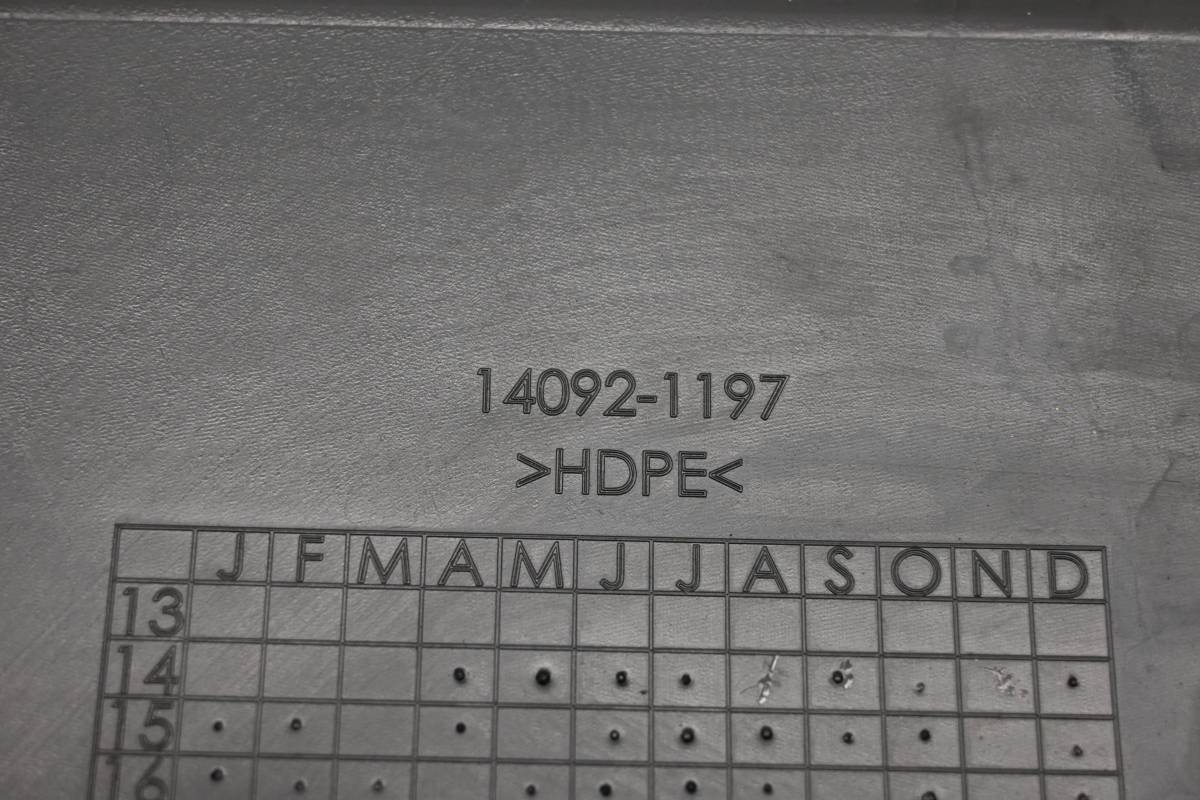 14092-1197
>HDPE<
J F M A M J J A S O N D
13
14
15
16